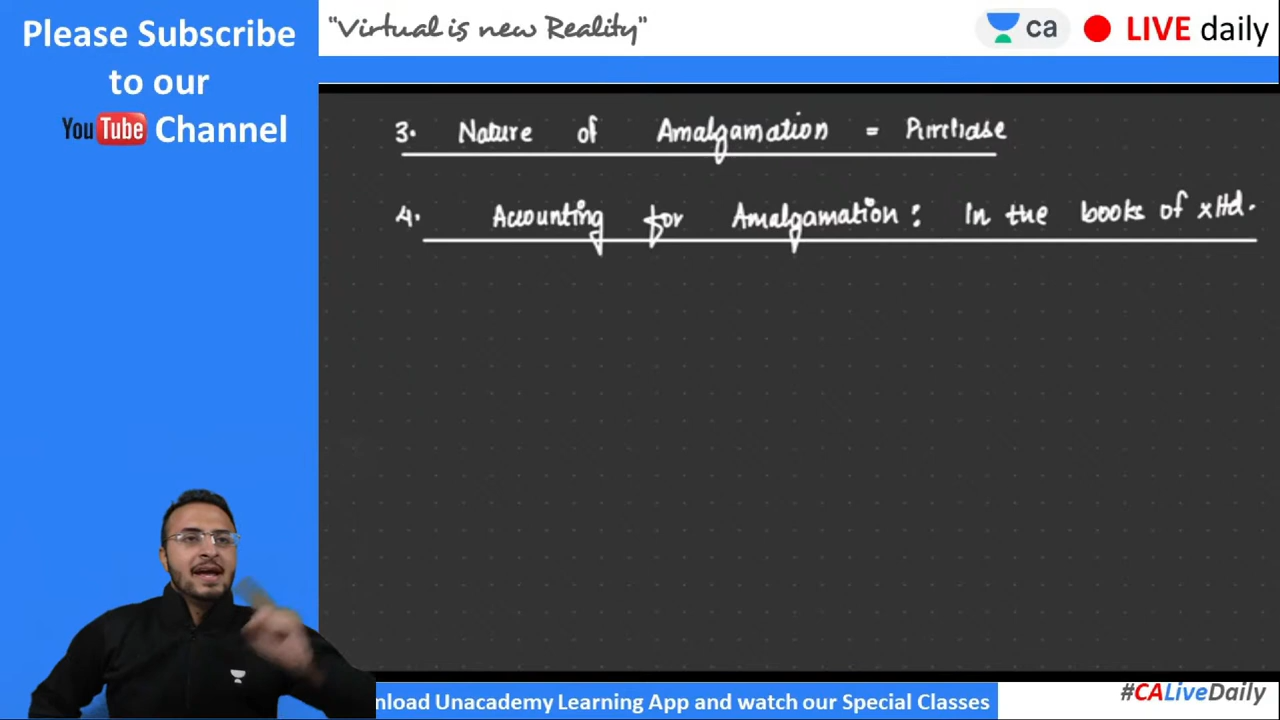 Please Subscribe
to our
YouTube Channel
"Virtual is new Reality"
ca LIVE daily
3. Nature of Amalgamation = Purchase
4. Accounting for Amalgamation: In the books of xltd.
nload Unacademy Learning App and watch our Special Classes
#CALiveDaily